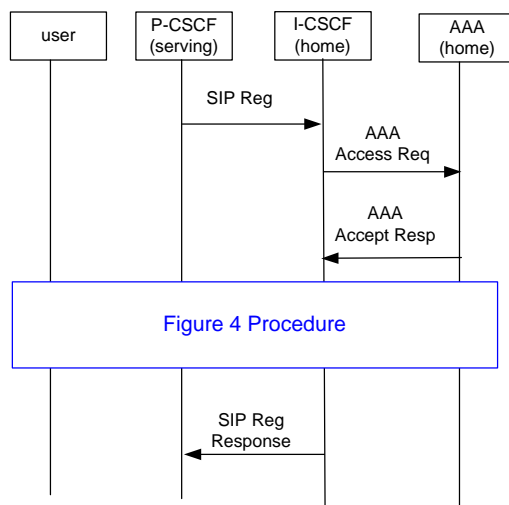 user
P-CSCF
(serving)
I-CSCF
(home)
AAA
(home)
SIP Reg
AAA
Access Req
AAA
Accept Resp
Figure 4 Procedure
SIP Reg
Response